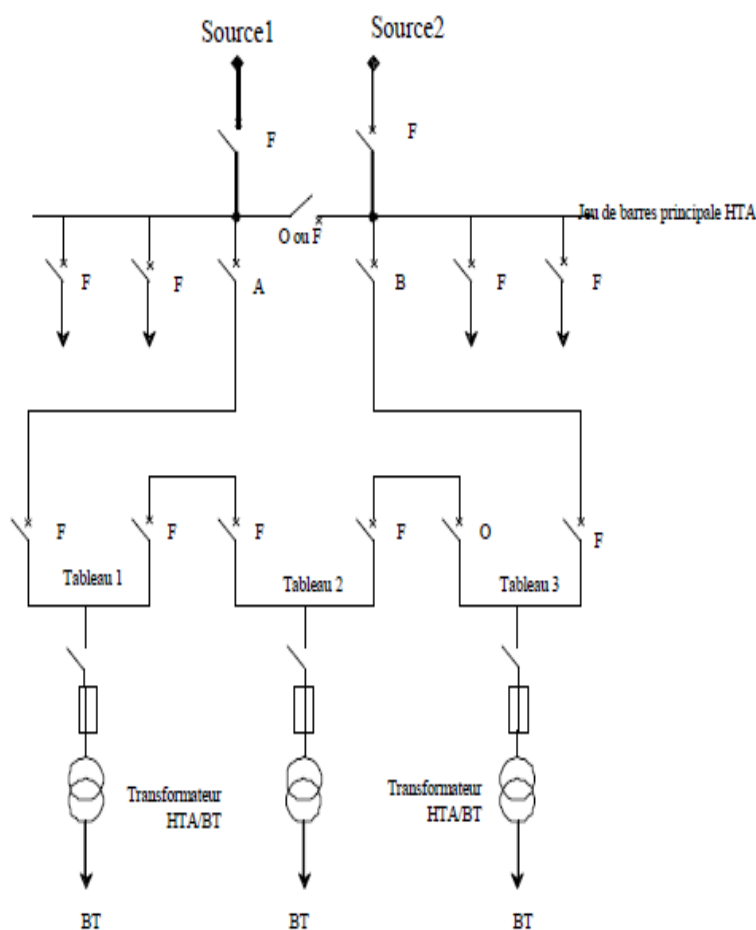 Source1
Source2
F
F
Jeu de barres principale HTA
O ou F
F
F
A
B
F
F
F
F
F
F
O
F
Tableau 1
Tableau 2
Tableau 3
Transformateur
HTA/BT
Transformateur
HTA/BT
BT
BT
BT